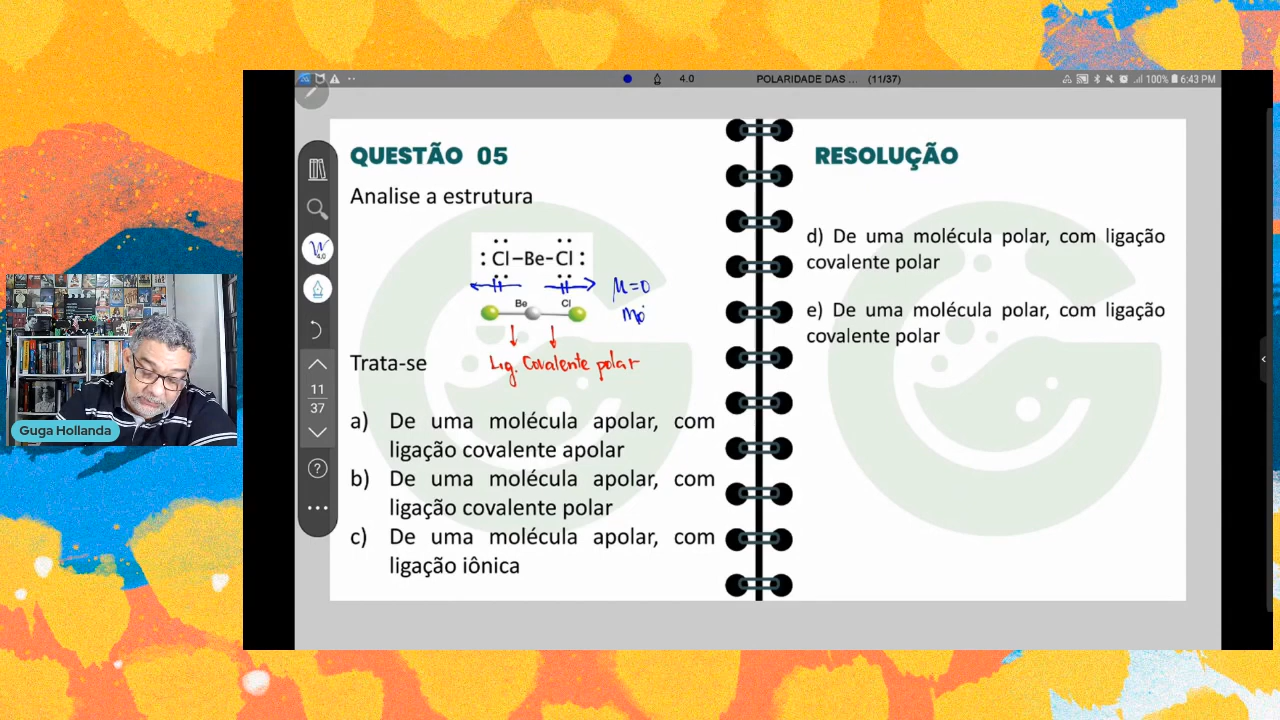 4.0
POLARIDADE DAS ... (11/37)
100% 6:43 PM
QUESTÃO 05
Analise a estrutura
Cl–Be–Cl
μ=0
Be
Cl
Trata-se
Lig. Covalente polar
a) De uma molécula apolar, com
ligação covalente apolar
b) De uma molécula apolar, com
ligação covalente polar
c) De uma molécula apolar, com
ligação iônica
RESOLUÇÃO
d) De uma molécula polar, com ligação
covalente polar
e) De uma molécula polar, com ligação
covalente polar
4.0
11
37
Guga Hollanda